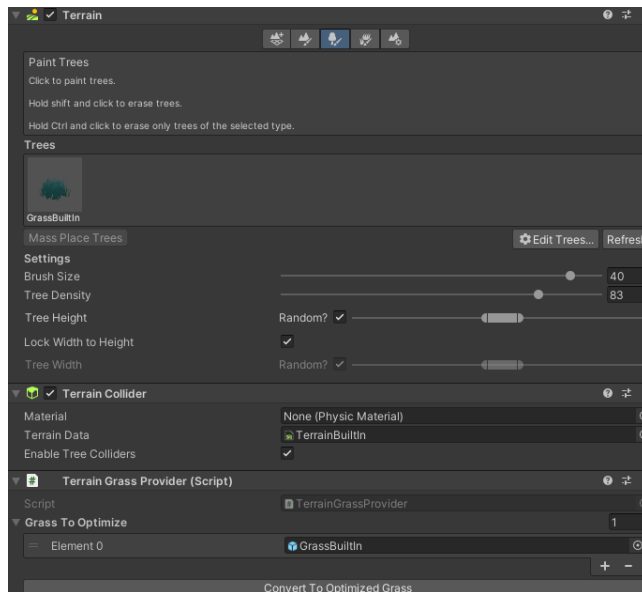 Terrain
Paint Trees
Click to paint trees.
Hold shift and click to erase trees.
Hold Ctrl and click to erase only trees of the selected type.
Trees
GrassBuiltIn
Mass Place Trees
Edit Trees... Refresh
Settings
Brush Size 40
Tree Density 83
Tree Height Random?
Lock Width to Height
Tree Width Random?
Terrain Collider
Material None (Physic Material)
Terrain Data TerrainBuiltIn
Enable Tree Colliders
# Terrain Grass Provider (Script)
Script TerrainGrassProvider
Grass To Optimize 1
Element 0 GrassBuiltIn
+ -
Convert To Optimized Grass